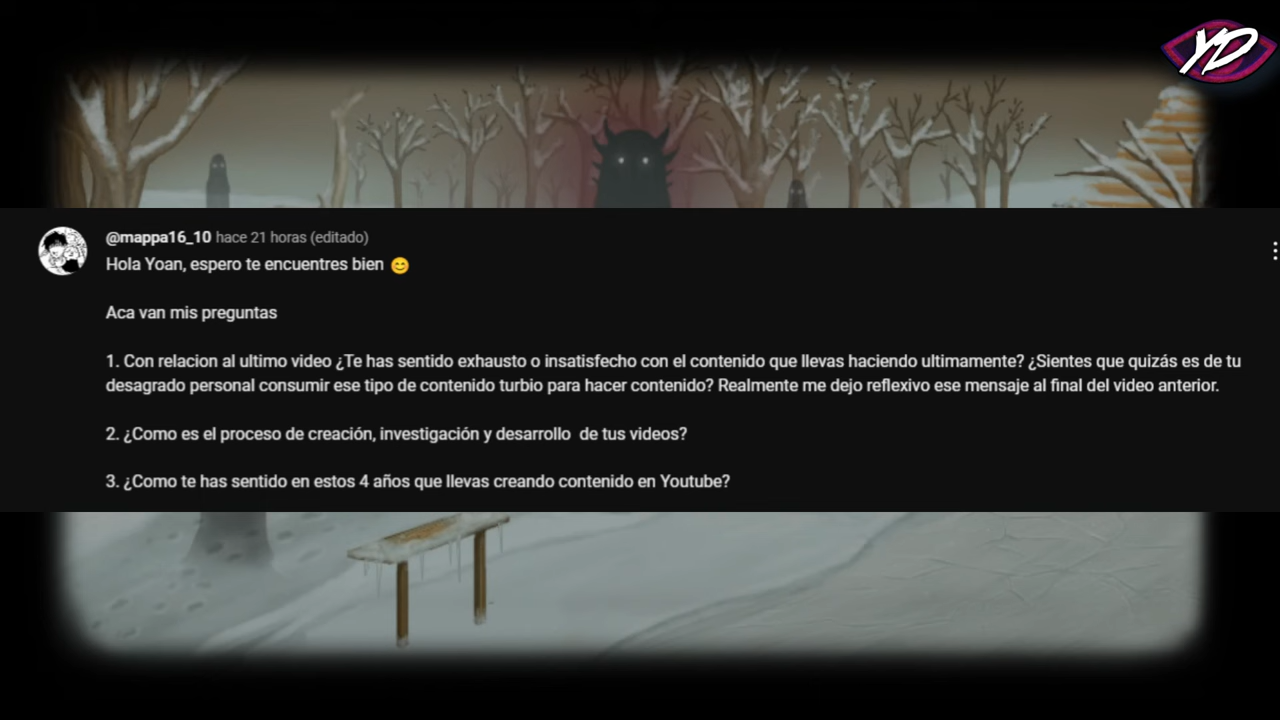 YD
@mappa16_10 hace 21 horas (editado)
Hola Yoan, espero te encuentres bien 😊
Aca van mis preguntas
1. Con relacion al ultimo video ¿Te has sentido exhausto o insatisfecho con el contenido que llevas haciendo ultimamente? ¿Sientes que quizás es de tu
desagrado personal consumir ese tipo de contenido turbio para hacer contenido? Realmente me dejo reflexivo ese mensaje al final del video anterior.
2. ¿Como es el proceso de creación, investigación y desarrollo  de tus videos?
3. ¿Como te has sentido en estos 4 años que llevas creando contenido en Youtube?